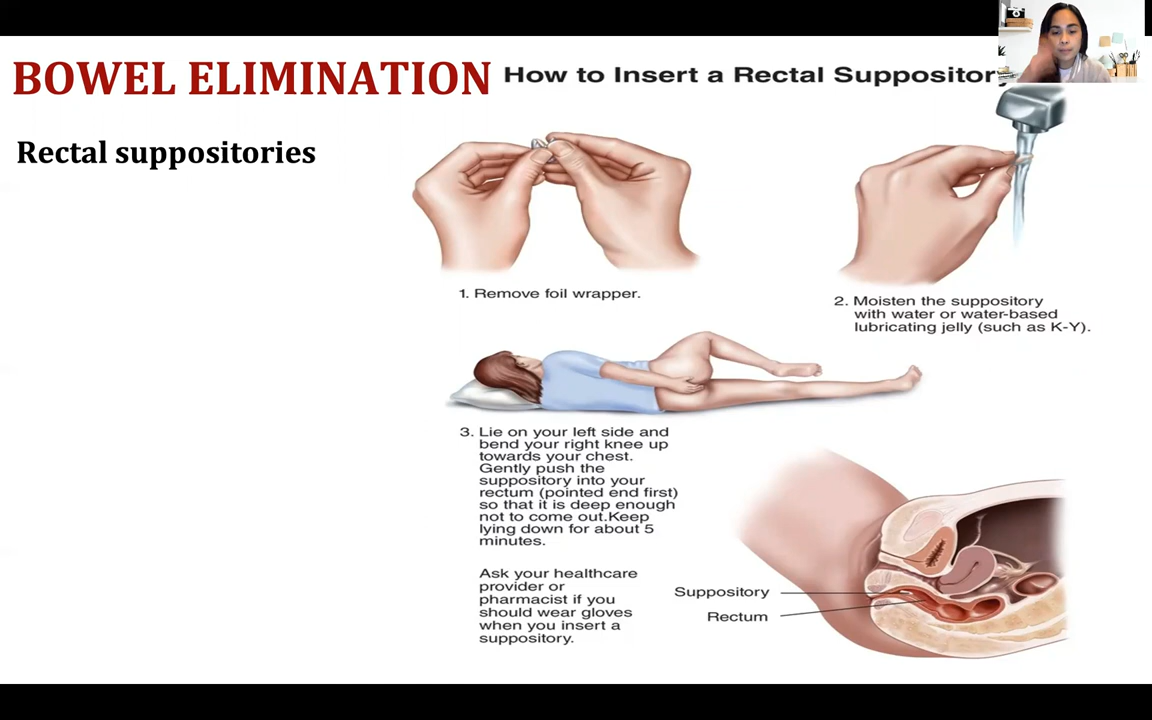 BOWEL ELIMINATION
How to Insert a Rectal Suppositor
Rectal suppositories
1. Remove foil wrapper.
2. Moisten the suppository
with water or water-based
lubricating jelly (such as K-Y).
3. Lie on your left side and
bend your right knee up
towards your chest.
Gently push the
suppository into your
rectum (pointed end first)
so that it is deep enough
not to come out.Keep
lying down for about 5
minutes.
Ask your healthcare
provider or
pharmacist if you
should wear gloves
when you insert a
suppository.
Suppository
Rectum